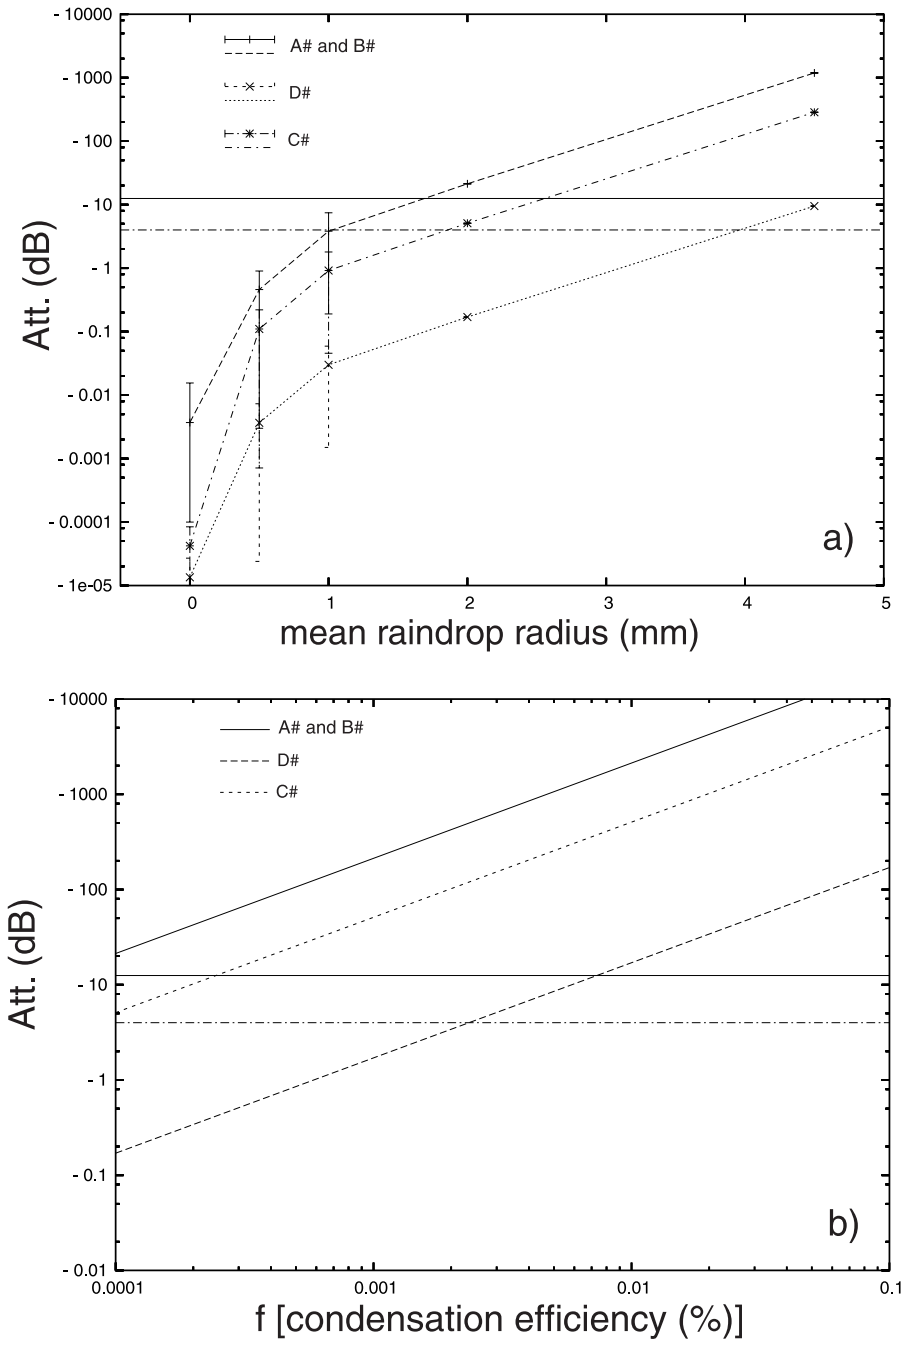 - 10000
- 1000
- 100
- 10
- 1
- 0.1
- 0.01
- 0.001
- 0.0001
- 1e-05
Att. (dB)
A# and B#
D#
C#
a)
0 1 2 3 4 5
mean raindrop radius (mm)
- 10000
- 1000
- 100
- 10
- 1
- 0.1
- 0.01
Att. (dB)
A# and B#
D#
C#
b)
0.0001 0.001 0.01 0.1
f [condensation efficiency (%)]